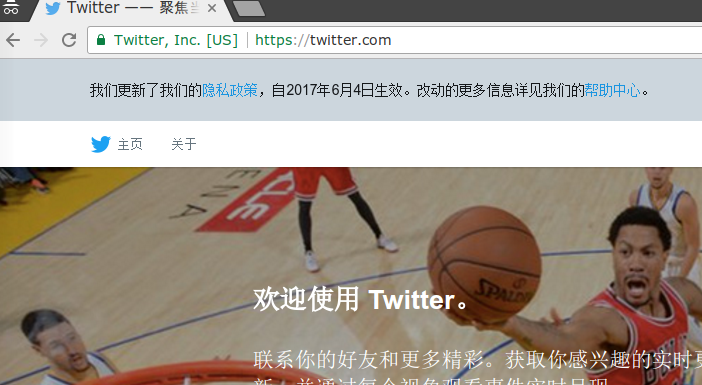 Twitter —— 聚焦
Twitter, Inc. [US]
https://twitter.com
我们更新了我们的隐私政策，自2017年6月4日生效。改动的更多信息详见我们的帮助中心。
主页 关于
SPALDING
欢迎使用 Twitter。
联系你的好友和更多精彩。获取你感兴趣的实时更
新